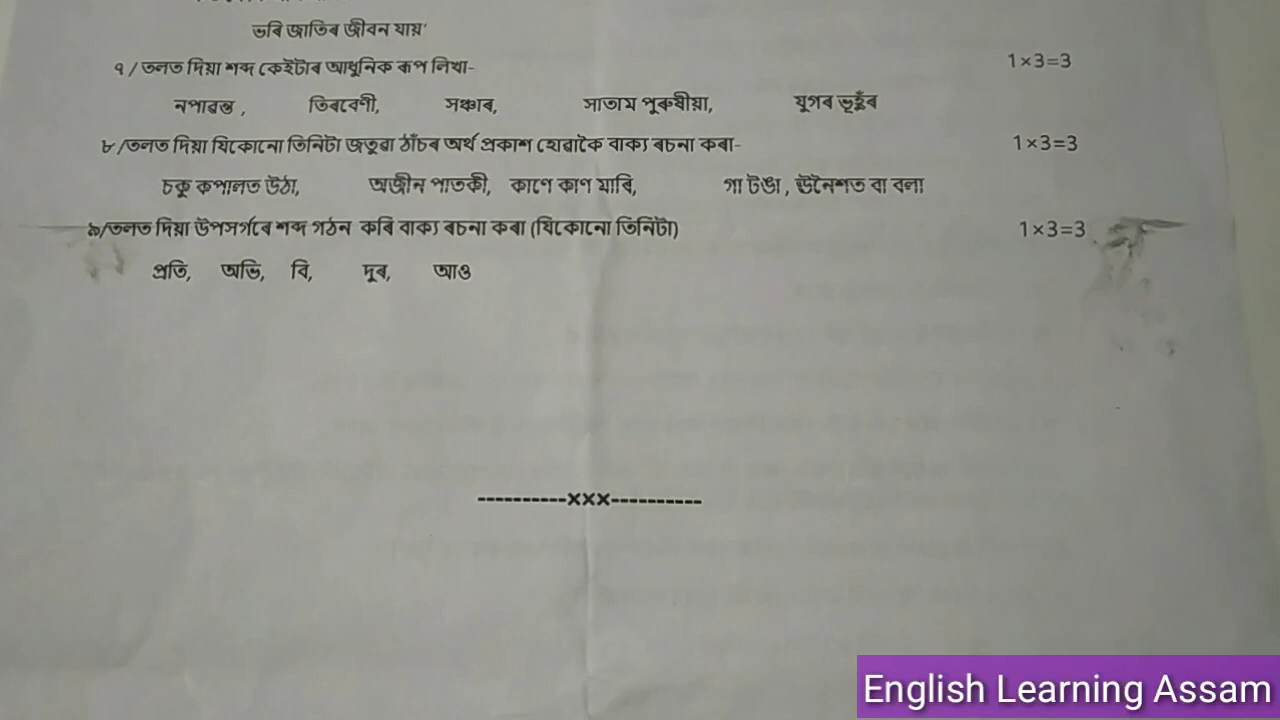 ভৰি জাতিৰ জীৱন যায়'
৭ / তলত দিয়া শব্দ কেইটাৰ আধুনিক ৰূপ লিখা- 1×3=3
নপাৱন্ত , তিৰবেণী, সঞ্চাৰ, সাতাম পুৰুষীয়া, যুগৰ ভূমুঁৰ
৮ /তলত দিয়া যিকোনো তিনিটা জতুৱা ঠাঁচৰ অৰ্থ প্ৰকাশ হোৱাকৈ বাক্য ৰচনা কৰা- 1×3=3
চকু কপালত উঠা, অজীন পাতকী, কাণে কাণ মাৰি, গা টঙা , ঊনৈশত বা বলা
৯/তলত দিয়া উপসৰ্গৰে শব্দ গঠন কৰি বাক্য ৰচনা কৰা (যিকোনো তিনিটা) 1×3=3
প্ৰতি, অভি, বি, দূৰ, আও
----------xxx----------
English Learning Assam